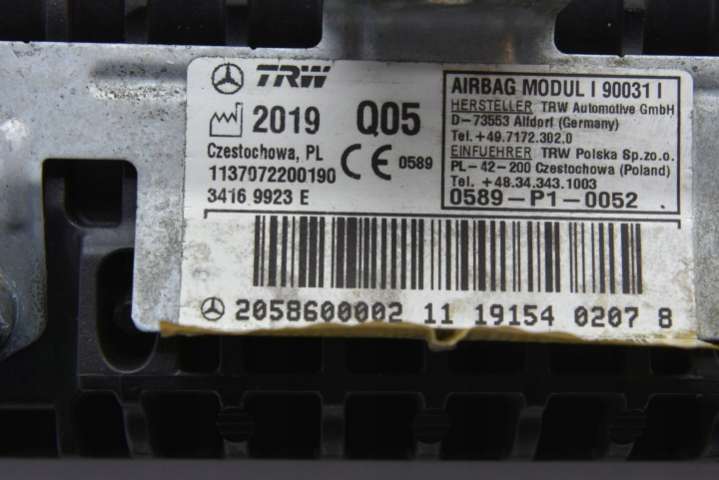 TRW
2019 Q05
Czestochowa, PL
CE 0589
1137072200190
3416 9923 E
AIRBAG MODUL I 90031 I
HERSTELLER TRW Automotive GmbH
D-73553 Alfdorf (Germany)
Tel.+49.7172.302.0
EINFUEHRER TRW Polska Sp.zo.o.
PL-42-200 Czestochowa (Poland)
Tel. +48.34.343.1003
0589-P1-0052
2058600002 11 19154 0207 8